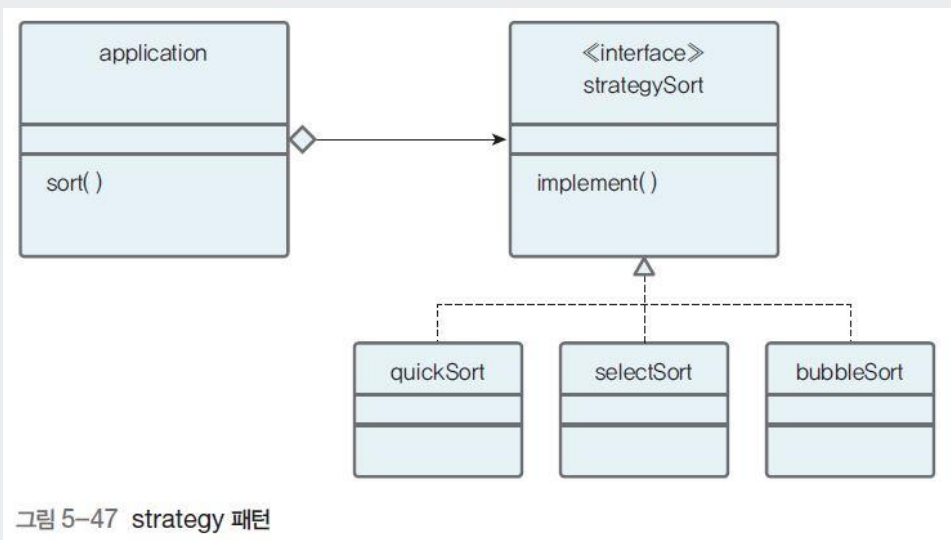 application
≪interface≫
strategySort
sort( )
implement( )
quickSort
selectSort
bubbleSort
그림 5-47 strategy 패턴